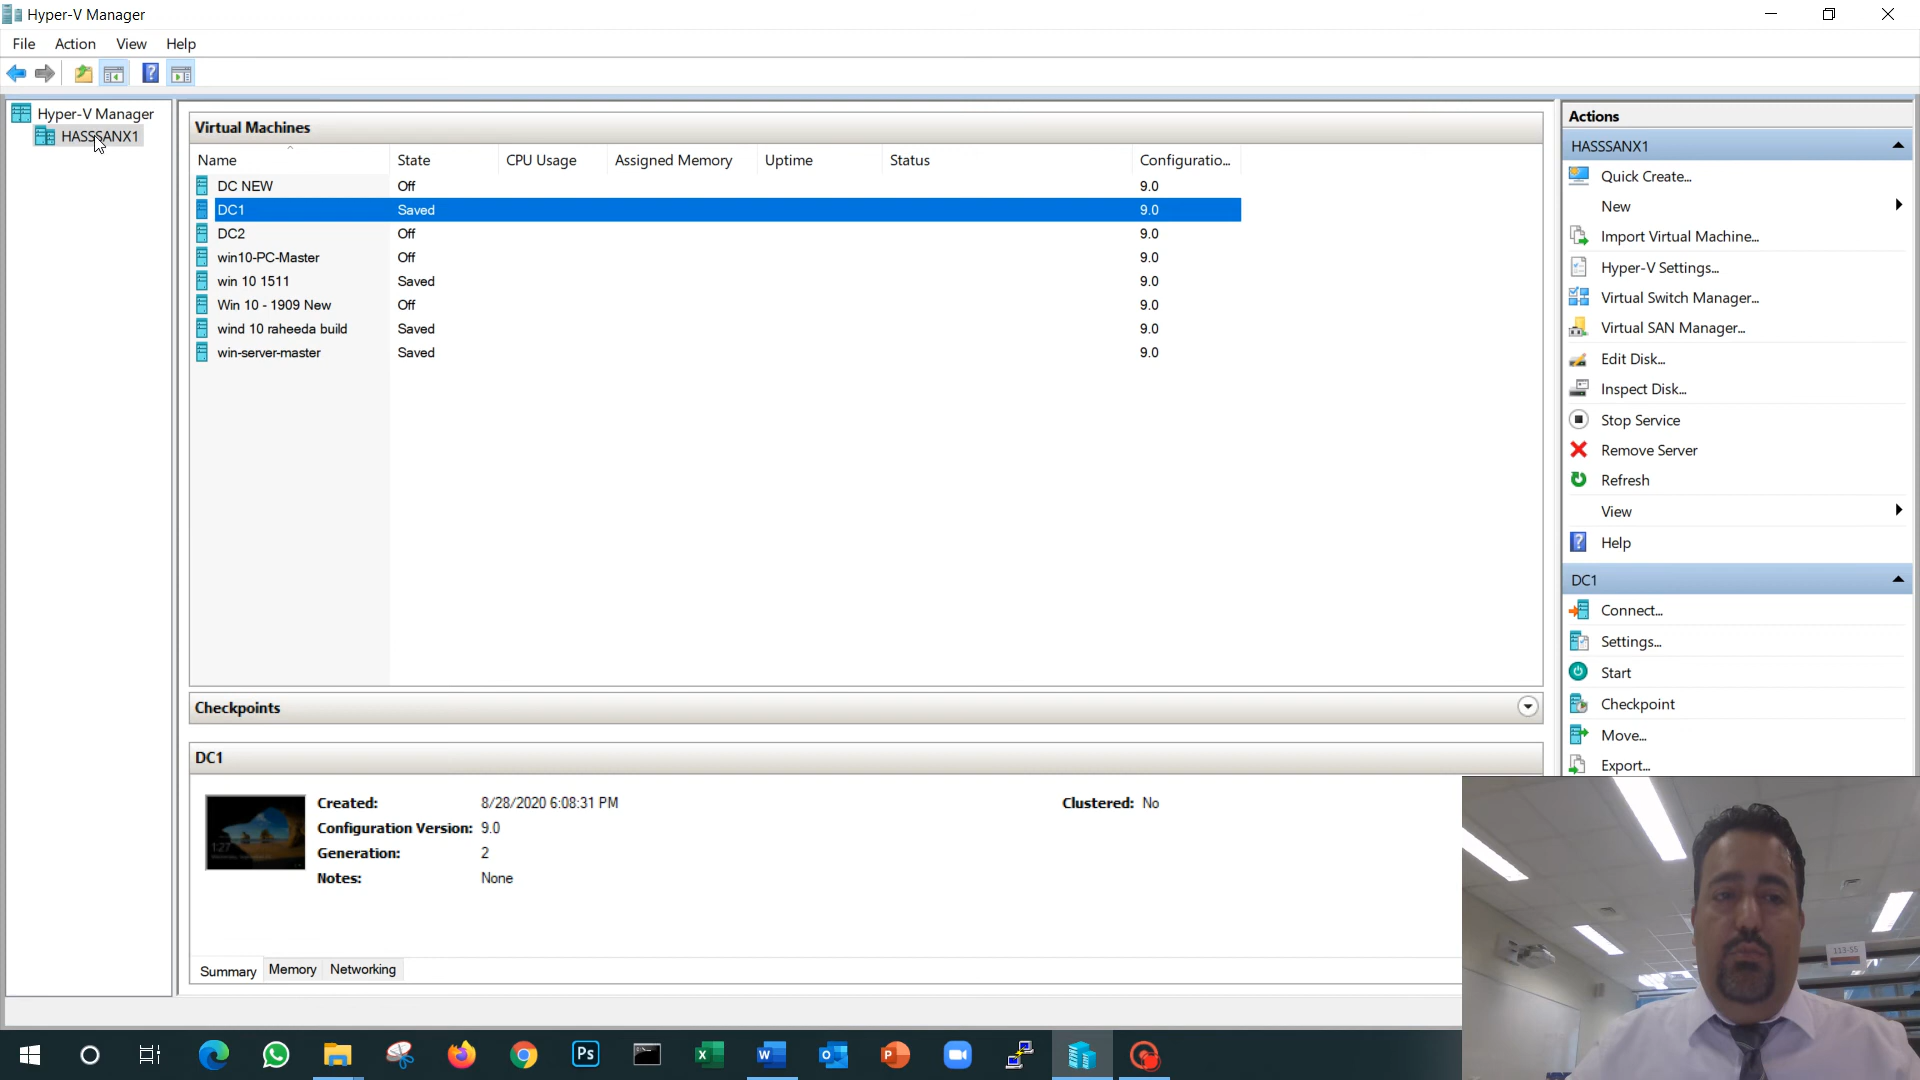 Hyper-V Manager
File Action View Help
Hyper-V Manager
HASSSANX1
Virtual Machines
Name State CPU Usage Assigned Memory Uptime Status Configuratio...
DC NEW Off 9.0
DC1 Saved 9.0
DC2 Off 9.0
win10-PC-Master Off 9.0
win 10 1511 Saved 9.0
Win 10 - 1909 New Off 9.0
wind 10 raheeda build Saved 9.0
win-server-master Saved 9.0
Checkpoints
DC1
Created: 8/28/2020 6:08:31 PM Clustered: No
Configuration Version: 9.0
Generation: 2
Notes: None
1:27
Summary Memory Networking
Actions
HASSSANX1
Quick Create...
New
Import Virtual Machine...
Hyper-V Settings...
Virtual Switch Manager...
Virtual SAN Manager...
Edit Disk...
Inspect Disk...
Stop Service
Remove Server
Refresh
View
Help
DC1
Connect...
Settings...
Start
Checkpoint
Move...
Export...
113-55
Ps